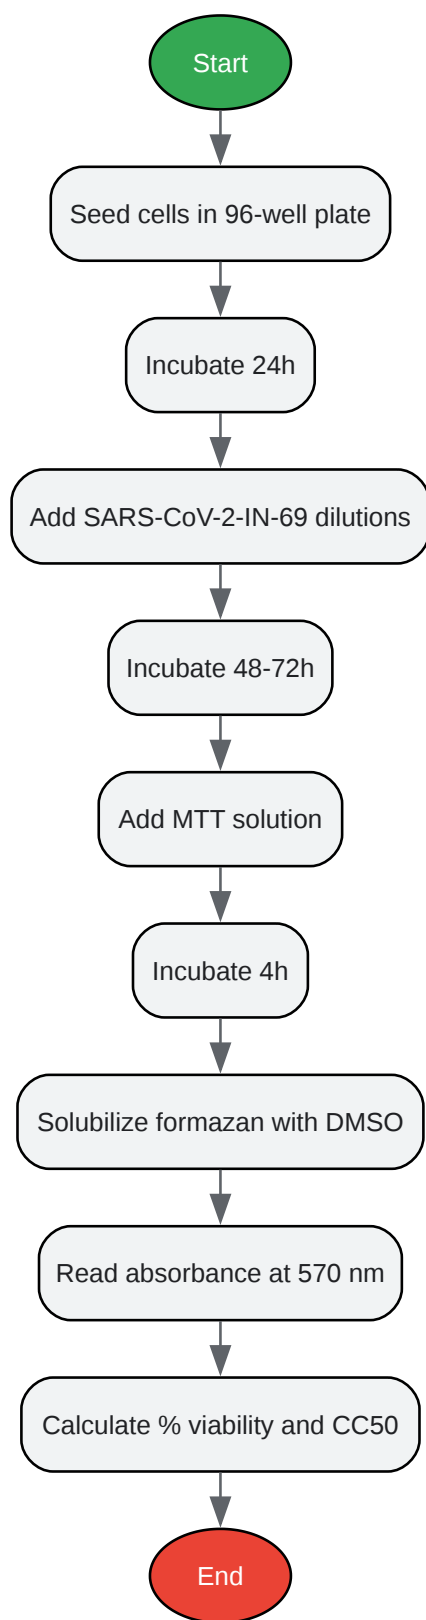 Start
Seed cells in 96-well plate
Incubate 24h
Add SARS-CoV-2-IN-69 dilutions
Incubate 48-72h
Add MTT solution
Incubate 4h
Solubilize formazan with DMSO
Read absorbance at 570 nm
Calculate % viability and CC50
End